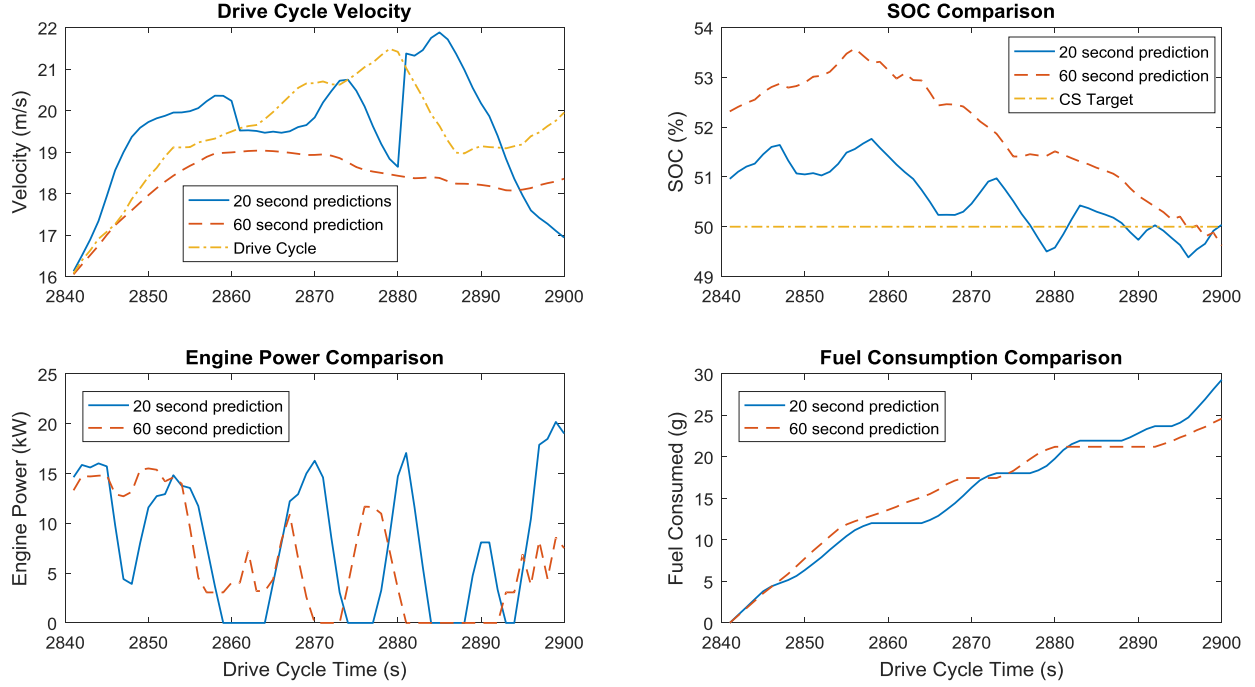 Drive Cycle Velocity
22
21
20
19
18
17
16
Velocity (m/s)
20 second predictions
60 second prediction
Drive Cycle
2840 2850 2860 2870 2880 2890 2900
SOC Comparison
54
53
52
51
50
49
SOC (%)
20 second prediction
60 second prediction
CS Target
2840 2850 2860 2870 2880 2890 2900
Engine Power Comparison
25
20
15
10
5
0
Engine Power (kW)
20 second prediction
60 second prediction
2840 2850 2860 2870 2880 2890 2900
Drive Cycle Time (s)
Fuel Consumption Comparison
30
25
20
15
10
5
0
Fuel Consumed (g)
20 second prediction
60 second prediction
2840 2850 2860 2870 2880 2890 2900
Drive Cycle Time (s)